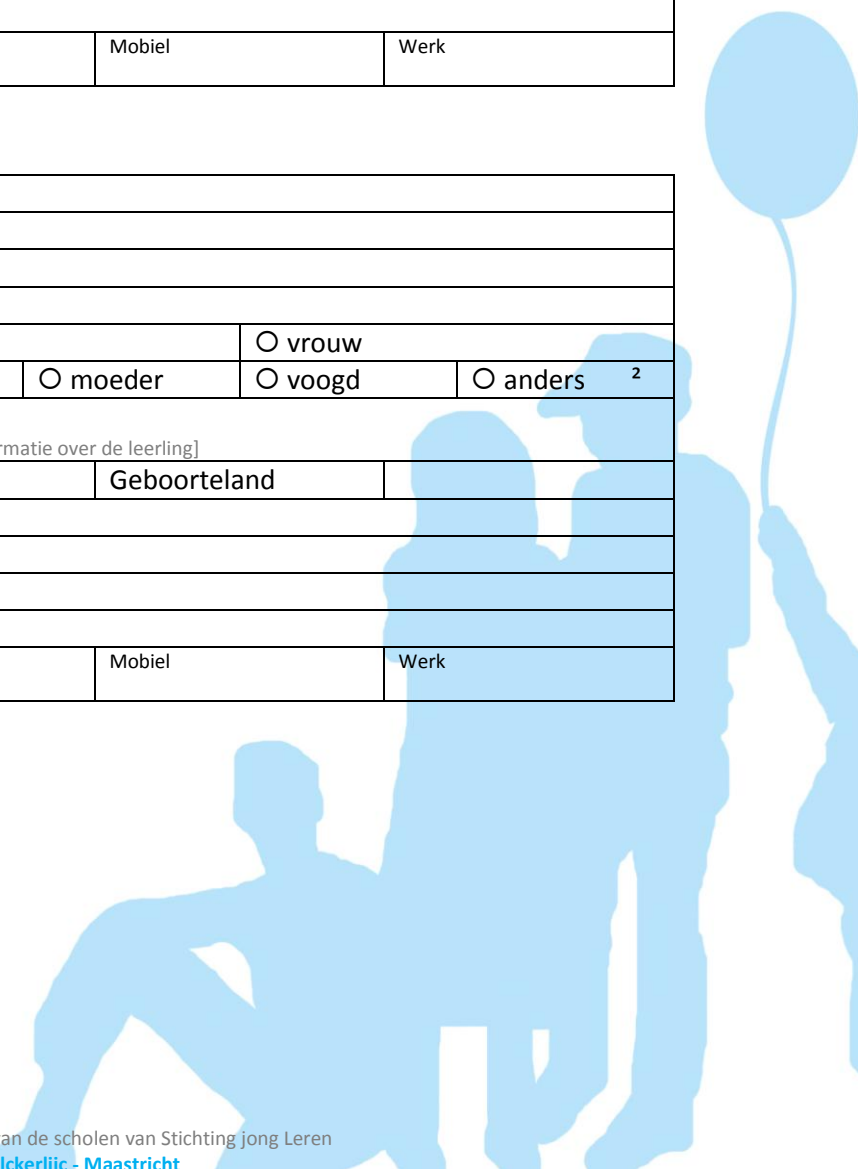 Mobiel Werk
O vrouw
O moeder O voogd O anders 2
rmatie over de leerling]
Geboorteland
Mobiel Werk
an de scholen van Stichting jong Leren
lckerlijc - Maastricht